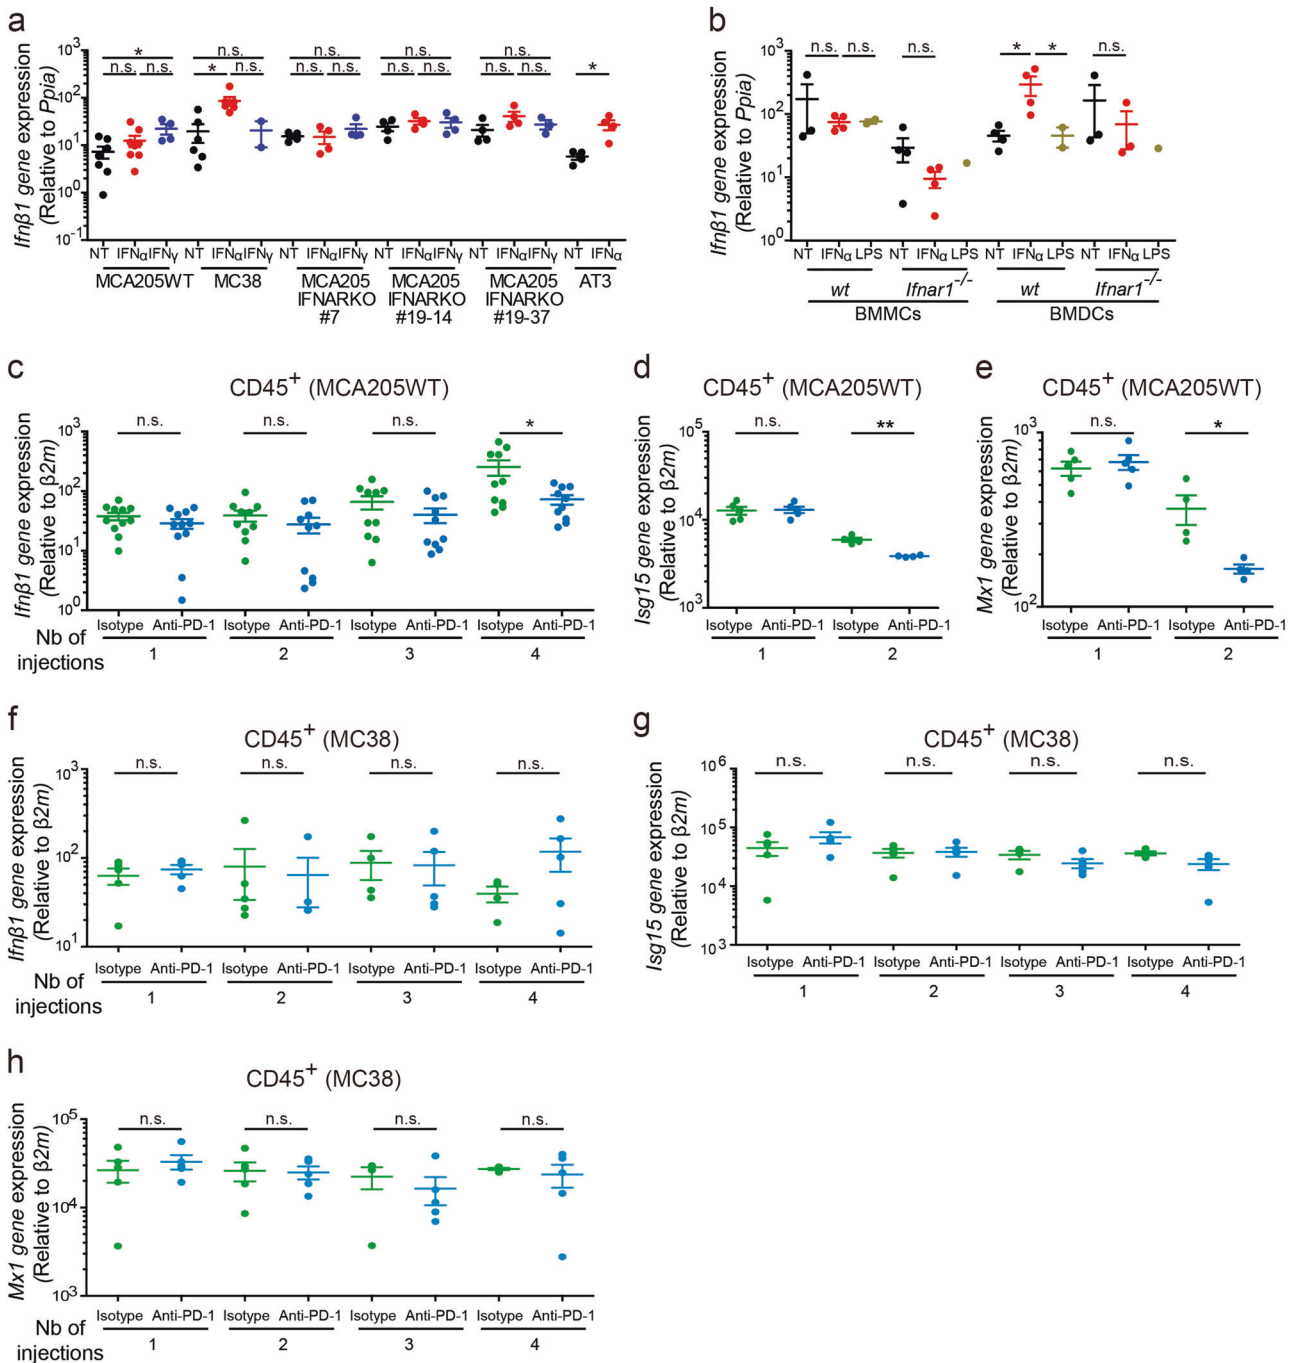 a
Ifnβ1 gene expression
(Relative to Ppia)
10³
10²
10¹
10⁰
10⁻¹
* n.s. n.s. n.s. n.s.
n.s. n.s. * n.s. n.s. n.s. n.s. n.s. n.s. n.s. *
NT IFNα IFNγ NT IFNα IFNγ NT IFNα IFNγ NT IFNα IFNγ NT IFNα IFNγ NT IFNα
MCA205WT MC38 MCA205 MCA205 MCA205 AT3
IFNARKO IFNARKO IFNARKO
#7 #19-14 #19-37
b
Ifnβ1 gene expression
(Relative to Ppia)
10³
10²
10¹
10⁰
n.s. n.s. n.s. * * n.s.
NT IFNα LPS NT IFNα LPS NT IFNα LPS NT IFNα LPS
wt Ifnar1⁻/⁻ wt Ifnar1⁻/⁻
BMMCs BMDCs
c
CD45⁺ (MCA205WT)
Ifnβ1 gene expression
(Relative to β2m)
10³
10²
10¹
10⁰
n.s. n.s. n.s. *
Isotype Anti-PD-1 Isotype Anti-PD-1 Isotype Anti-PD-1 Isotype Anti-PD-1
Nb of
injections
1 2 3 4
d
CD45⁺ (MCA205WT)
Isg15 gene expression
(Relative to β2m)
10⁵
10⁴
10³
n.s. **
Isotype Anti-PD-1 Isotype Anti-PD-1
1 2
e
CD45⁺ (MCA205WT)
Mx1 gene expression
(Relative to β2m)
10³
10²
n.s. *
Isotype Anti-PD-1 Isotype Anti-PD-1
1 2
f
CD45⁺ (MC38)
Ifnβ1 gene expression
(Relative to β2m)
10³
10²
10¹
n.s. n.s. n.s. n.s.
Isotype Anti-PD-1 Isotype Anti-PD-1 Isotype Anti-PD-1 Isotype Anti-PD-1
Nb of
injections
1 2 3 4
g
CD45⁺ (MC38)
Isg15 gene expression
(Relative to β2m)
10⁶
10⁵
10⁴
10³
n.s. n.s. n.s. n.s.
Isotype Anti-PD-1 Isotype Anti-PD-1 Isotype Anti-PD-1 Isotype Anti-PD-1
1 2 3 4
h
CD45⁺ (MC38)
Mx1 gene expression
(Relative to β2m)
10⁵
10⁴
10³
n.s. n.s. n.s. n.s.
Isotype Anti-PD-1 Isotype Anti-PD-1 Isotype Anti-PD-1 Isotype Anti-PD-1
Nb of
injections
1 2 3 4